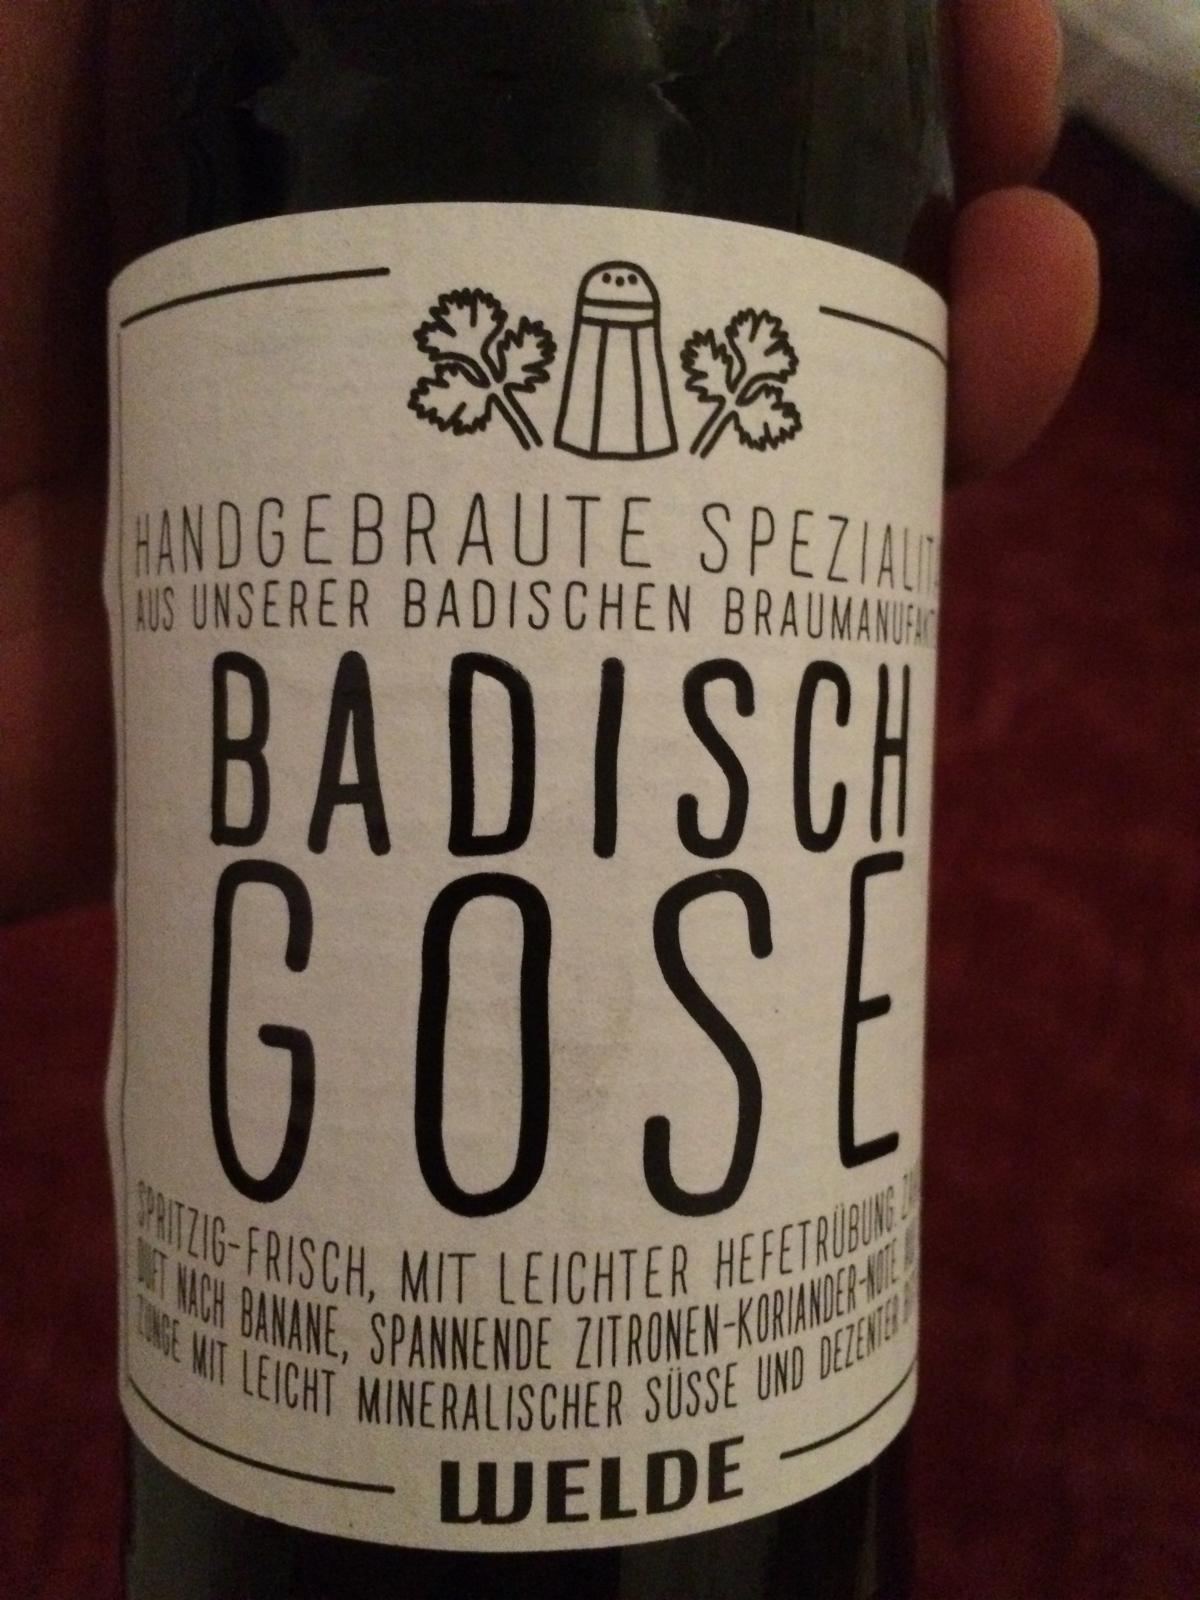 HANDGEBRAUTE SPEZIALIT
AUS UNSERER BADISCHEN BRAUMANUFAKT
BADISCH
GOSE
SPRITZIG-FRISCH, MIT LEICHTER HEFETRÜBUNG.
DUFT NACH BANANE, SPANNENDE ZITRONEN-KORIANDER-NOTE
ZUNGE MIT LEICHT MINERALISCHER SÜSSE UND DEZENTER
WELDE